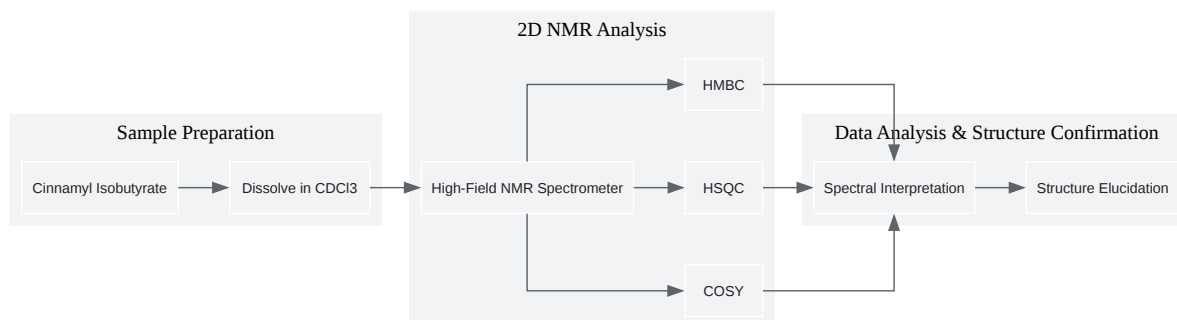 2D NMR Analysis
HMBC
Sample Preparation
Data Analysis & Structure Confirmation
Cinnamyl Isobutyrate
Dissolve in CDCl3
High-Field NMR Spectrometer
HSQC
Spectral Interpretation
Structure Elucidation
COSY